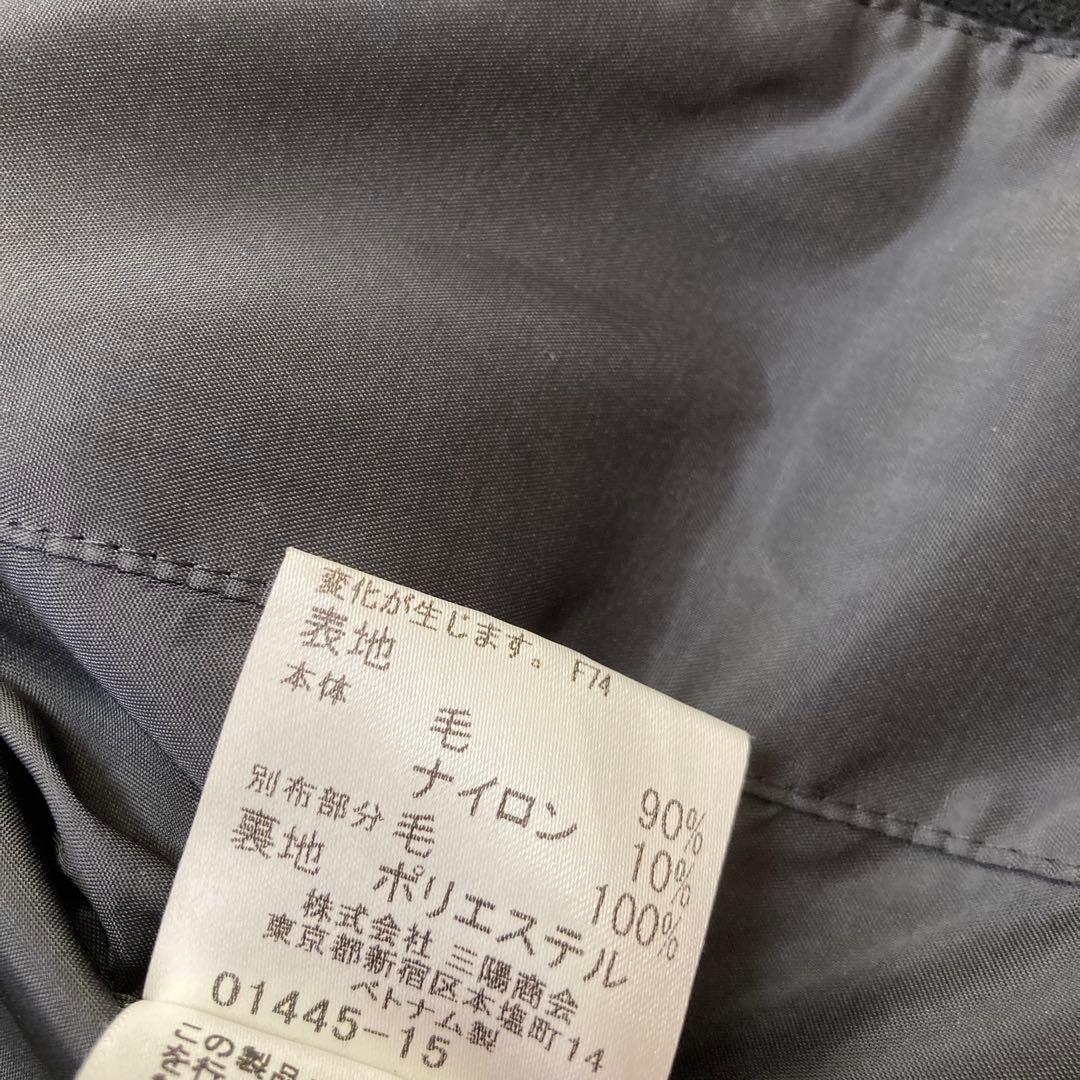 変化が生じます。 F74
表地
本体
毛 90%
ナイロン 10%
別布部分 毛 100%
裏地 ポリエステル
株式会社 三陽商会
東京都新宿区本塩町14
ベトナム製
01445-15
この製品
を行